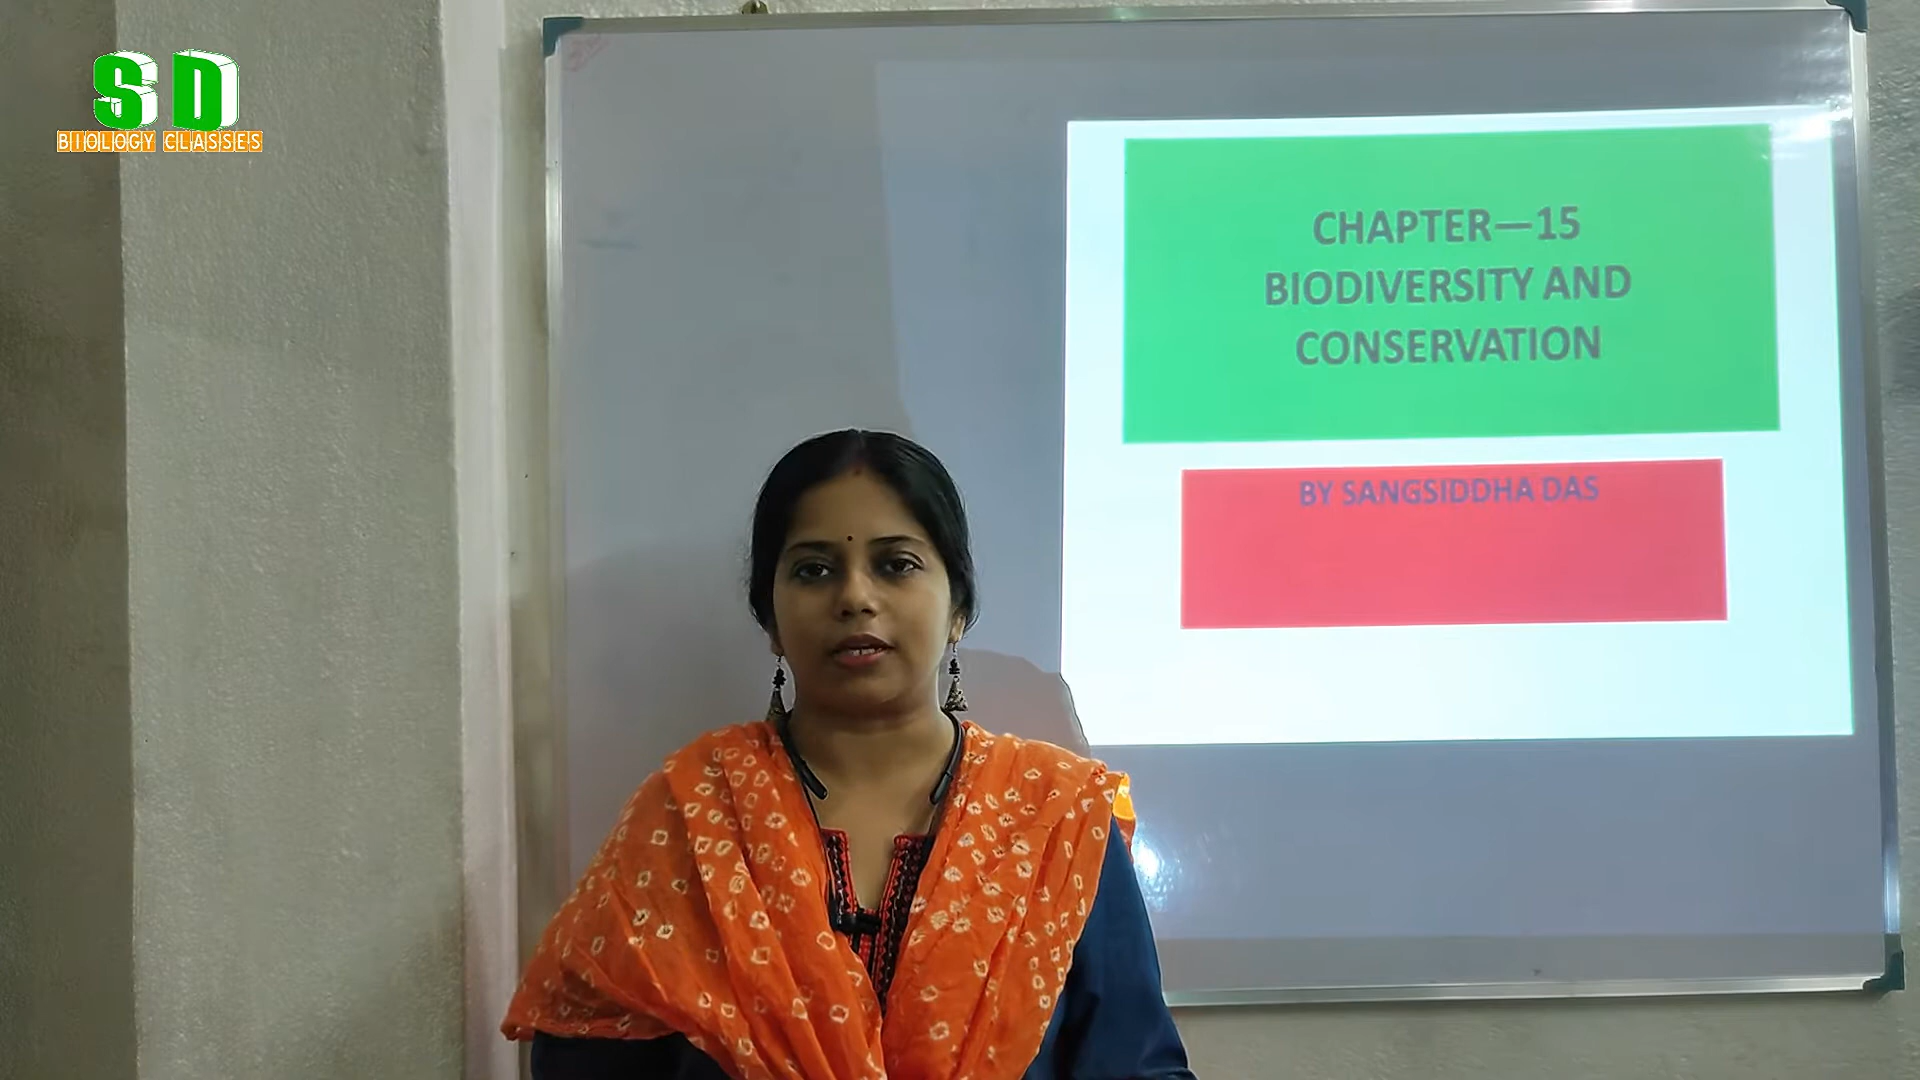 SD
BIOLOGY CLASSES
CHAPTER—15
BIODIVERSITY AND
CONSERVATION
BY SANGSIDDHA DAS